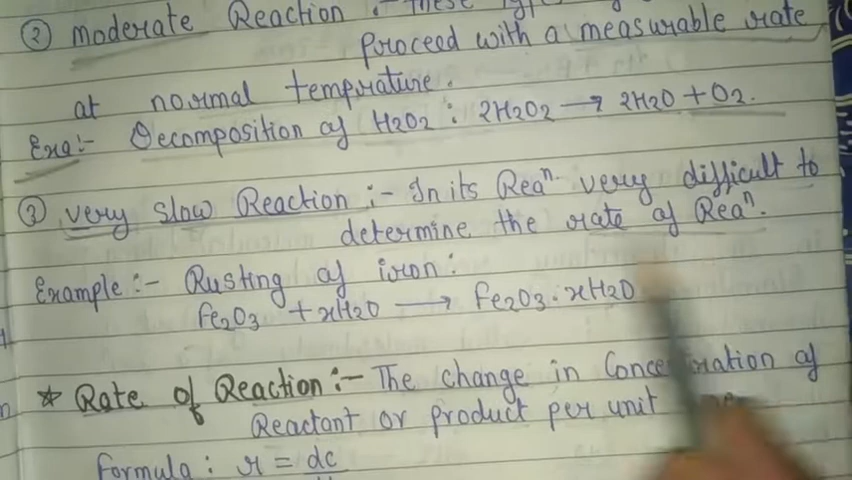 ② Moderate Reaction :- These
proceed with a measurable rate
at normal temprature.
Exa:- Decomposition of H₂O₂ : 2H₂O₂ → 2H₂O + O₂.
③ Very slow Reaction :- In its Reaⁿ very difficult to
determine the rate of Reaⁿ.
Example :- Rusting of iron :
Fe₂O₃ + xH₂O → Fe₂O₃.xH₂O
* Rate of Reaction :- The change in
of
Reactant or product per unit
Formula : r = dc